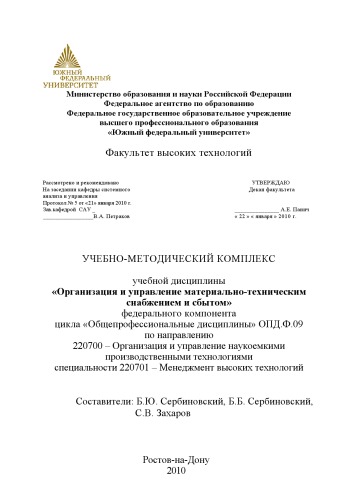 ЮЖНЫЙ
ФЕДЕРАЛЬНЫЙ
УНИВЕРСИТЕТ
Министерство образования и науки Российской Федерации
Федеральное агентство по образованию
Федеральное государственное образовательное учреждение
высшего профессионального образования
«Южный федеральный университет»
Факультет высоких технологий
Рассмотрено и рекомендовано
На заседании кафедры системного
анализа и управления
Протокол № 5 от «21» января 2010 г.
Зав.кафедрой САУ
В.А. Петраков
УТВЕРЖДАЮ
Декан факультета
А.Е. Панич
« 22 » « января » 2010 г.
УЧЕБНО-МЕТОДИЧЕСКИЙ КОМПЛЕКС
учебной дисциплины
«Организация и управление материально-техническим
снабжением и сбытом»
федерального компонента
цикла «Общепрофессиональные дисциплины» ОПД.Ф.09
по направлению
220700 – Организация и управление наукоемкими
производственными технологиями
специальности 220701 – Менеджмент высоких технологий
Составители: Б.Ю. Сербиновский, Б.Б. Сербиновский,
С.В. Захаров
Ростов-на-Дону
2010